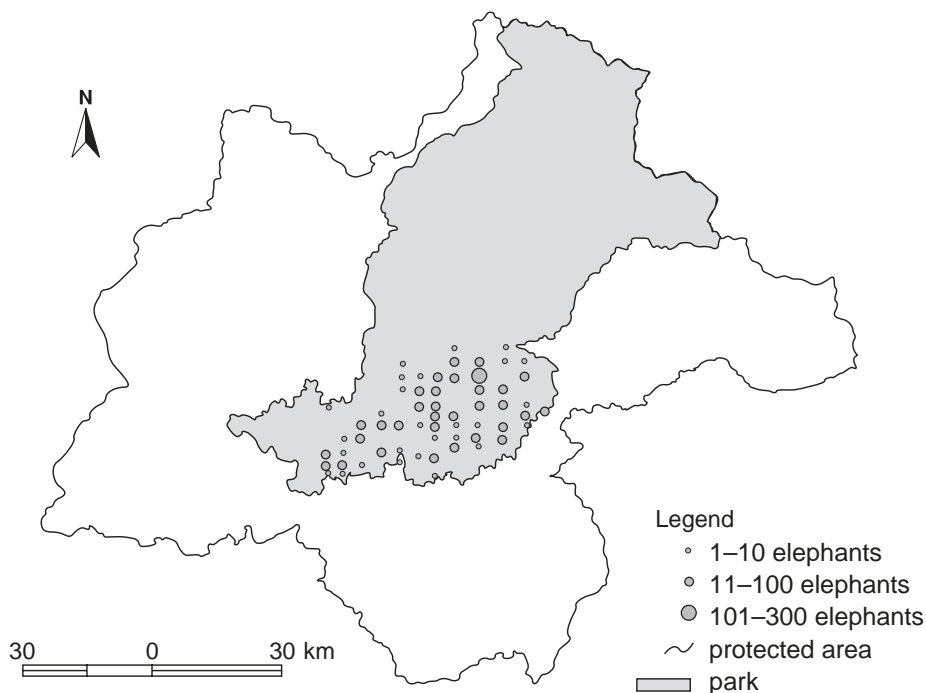 N
Legend
1–10 elephants
11–100 elephants
101–300 elephants
protected area
park
30 0 30 km